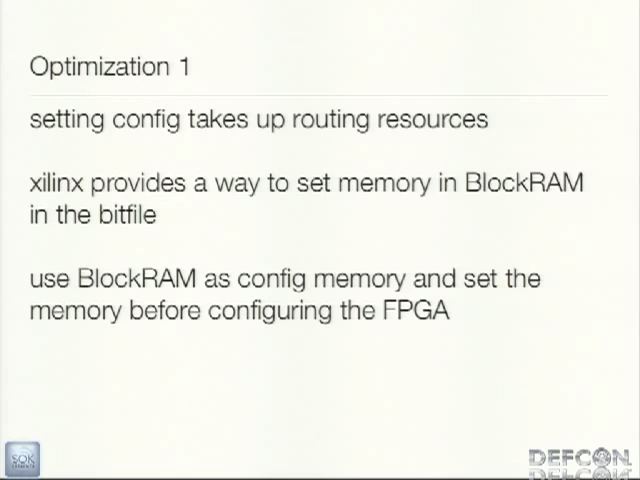 Optimization 1
setting config takes up routing resources
xilinx provides a way to set memory in BlockRAM
in the bitfile
use BlockRAM as config memory and set the
memory before configuring the FPGA
SOK
DEFCON